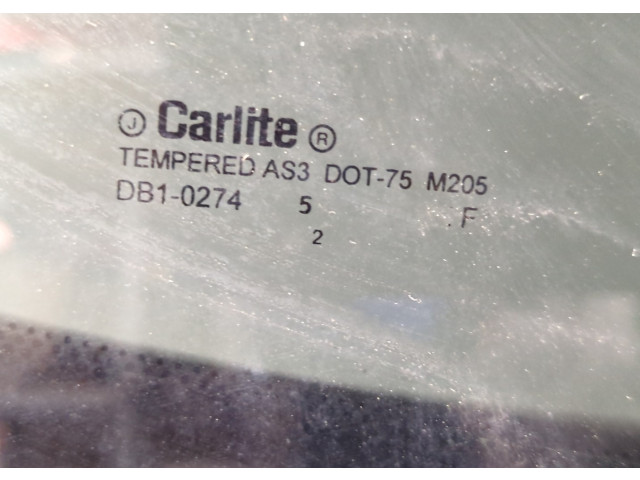 J Carlite ®
TEMPERED AS3 DOT-75 M205
DB1-0274 5 . F
2